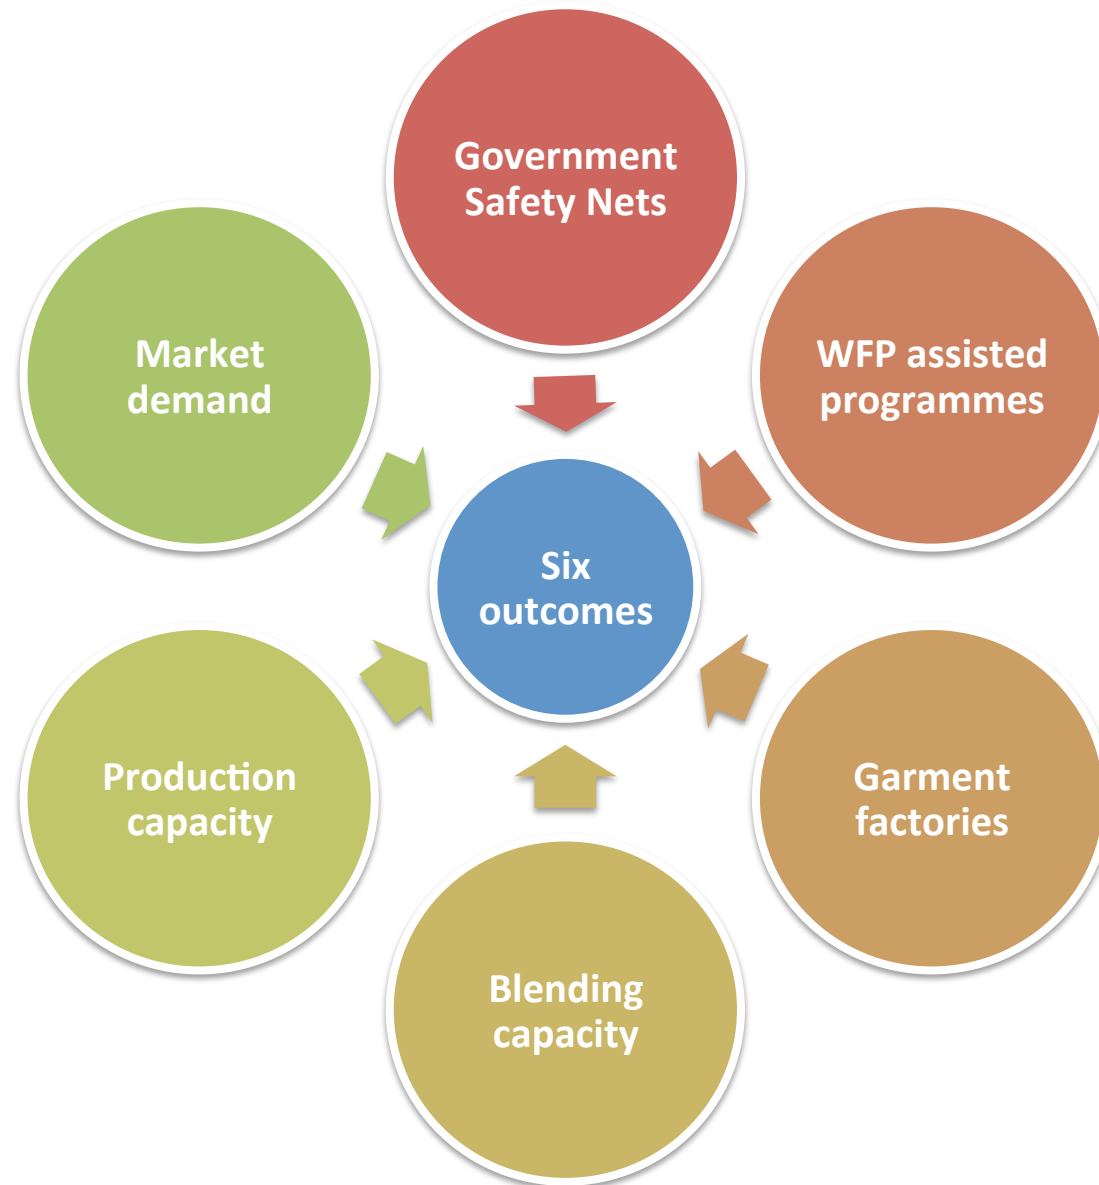 Government
Safety Nets
WFP assisted
programmes
Garment
factories
Blending
capacity
Production
capacity
Market
demand
Six
outcomes